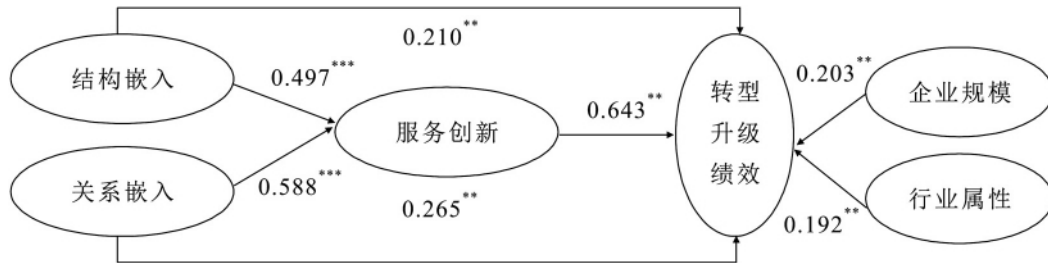 0.210**
结构嵌入
0.497***
服务创新
0.643**
转型
升级
绩效
0.203**
企业规模
关系嵌入
0.588***
0.265**
行业属性
0.192**